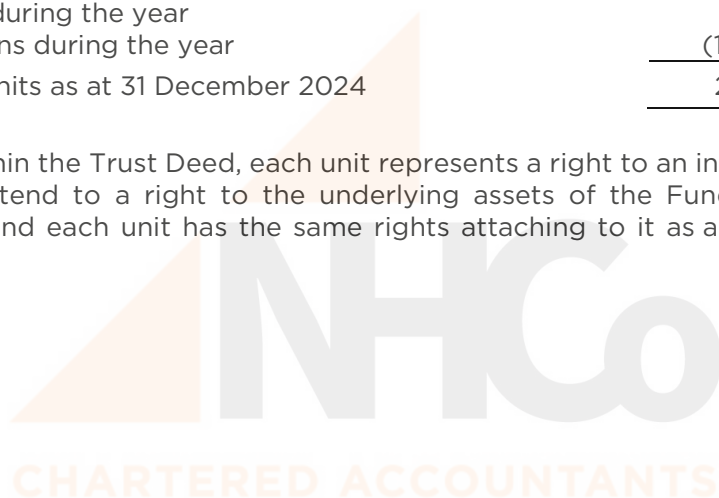 during the year
ns during the year (1
nits as at 31 December 2024 2
hin the Trust Deed, each unit represents a right to an in
tend to a right to the underlying assets of the Fun
nd each unit has the same rights attaching to it as a
NHCo
CHARTERED ACCOUNTANTS